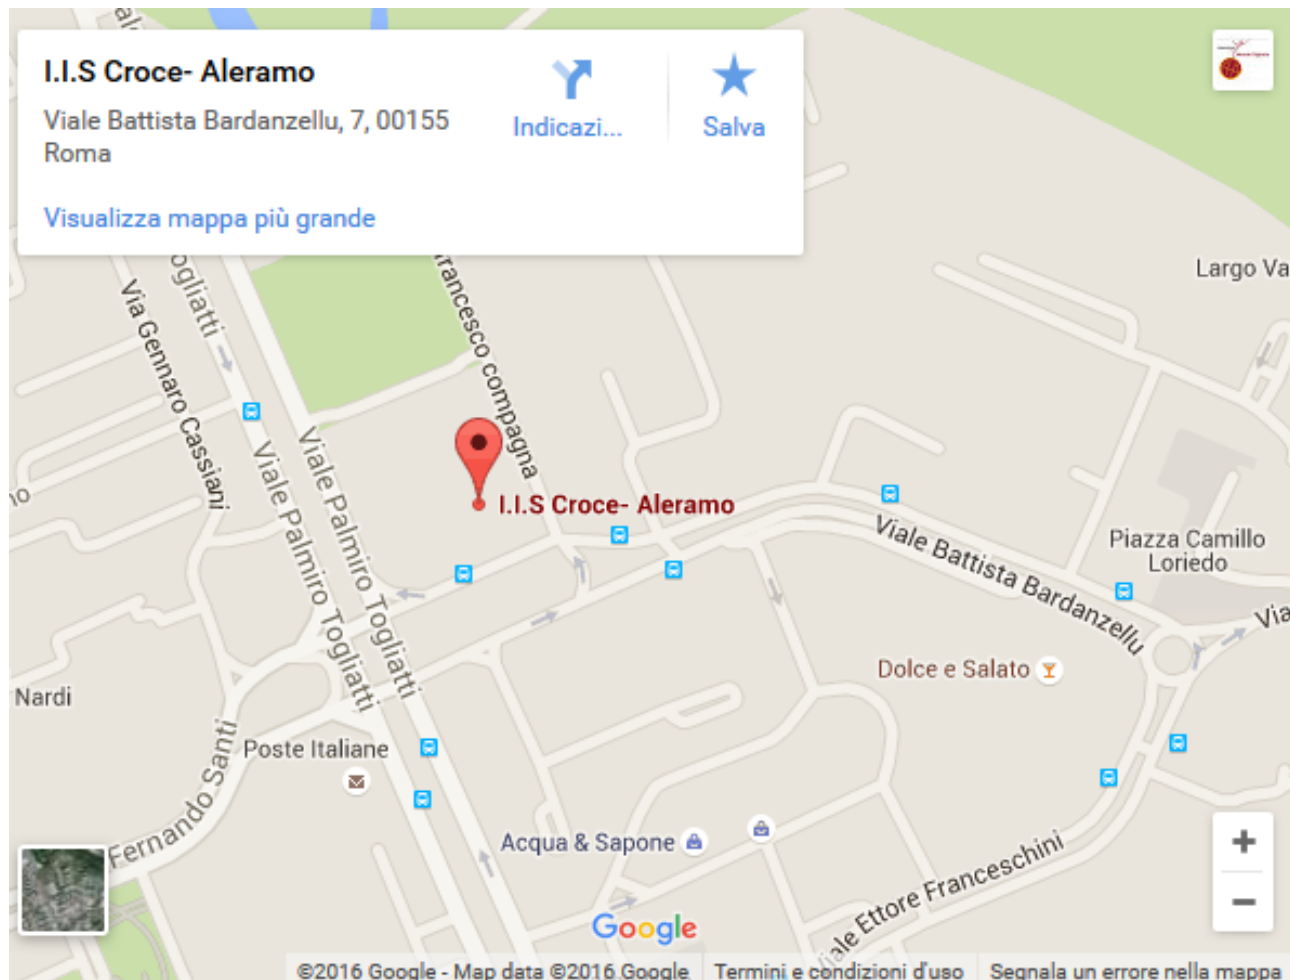 I.I.S Croce- Aleramo
Viale Battista Bardanzellu, 7, 00155
Roma
Indicazi...
Salva
Visualizza mappa più grande
Largo Va
ogliatti
Via Gennaro Cassiani
Francesco compagna
Viale Palmiro Togliatti
Viale Palmiro Togliatti
no
I.I.S Croce- Aleramo
Viale Battista Bardanzellu
Piazza Camillo
Loriedo
Via
Dolce e Salato
Nardi
Poste Italiane
Fernando Santi
Acqua & Sapone
Viale Ettore Franceschini
+
−
Google
©2016 Google - Map data ©2016 Google
Termini e condizioni d'uso
Segnala un errore nella mappa